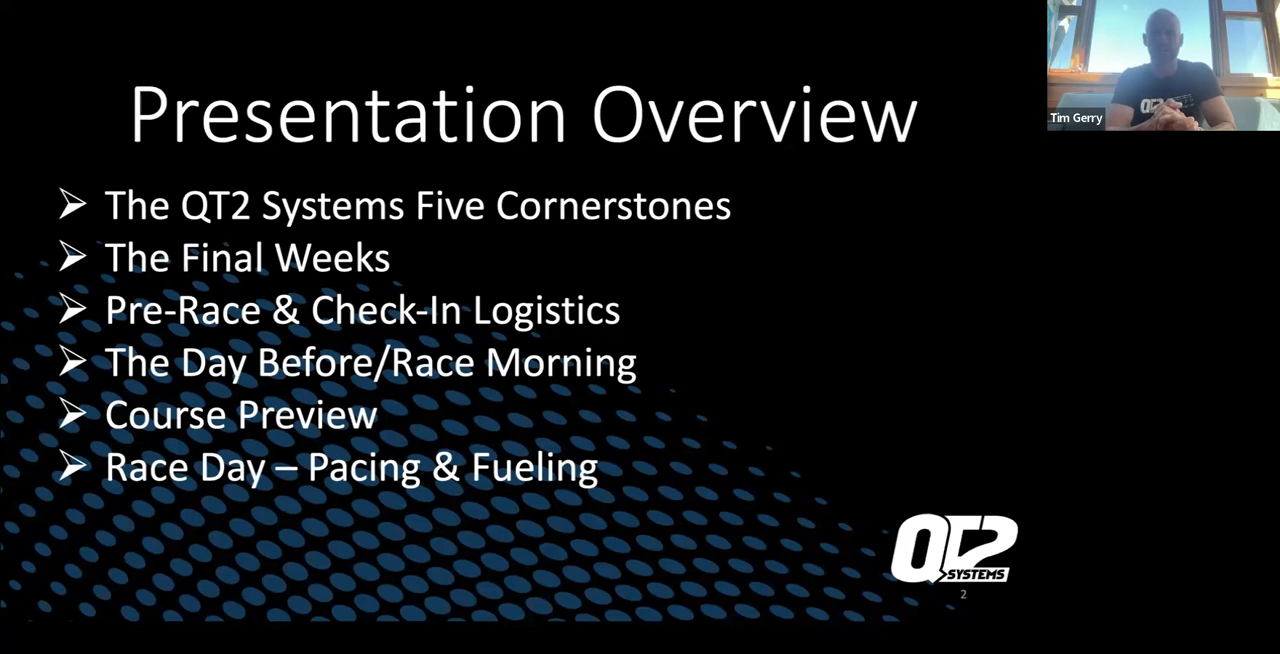 Presentation Overview
The QT2 Systems Five Cornerstones
The Final Weeks
Pre-Race & Check-In Logistics
The Day Before/Race Morning
Course Preview
Race Day – Pacing & Fueling
QT2
SYSTEMS
2
Tim Gerry